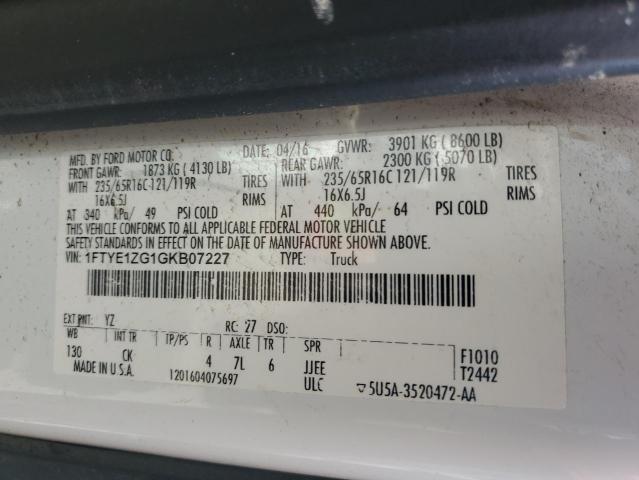 MFD. BY FORD MOTOR CO. DATE: 04/16 GVWR: 3901 KG ( 8600 LB)
FRONT GAWR: 1873 KG ( 4130 LB) REAR GAWR: 2300 KG ( 5070 LB)
WITH 235/65R16C 121/119R TIRES WITH 235/65R16C 121/119R TIRES
16X6.5J RIMS 16X6.5J RIMS
AT 340 kPa/ 49 PSI COLD AT 440 kPa/ 64 PSI COLD
THIS VEHICLE CONFORMS TO ALL APPLICABLE FEDERAL MOTOR VEHICLE
SAFETY STANDARDS IN EFFECT ON THE DATE OF MANUFACTURE SHOWN ABOVE.
VIN: 1FTYE1ZG1GKB07227 TYPE: Truck
EXT PNT: YZ RC: 27 DSO:
WB INT TR TP/PS R AXLE TR SPR
130 CK 4 7L 6 JJEE F1010
MADE IN U.S.A. 1201604075697 ULC T2442
5U5A-3520472-AA